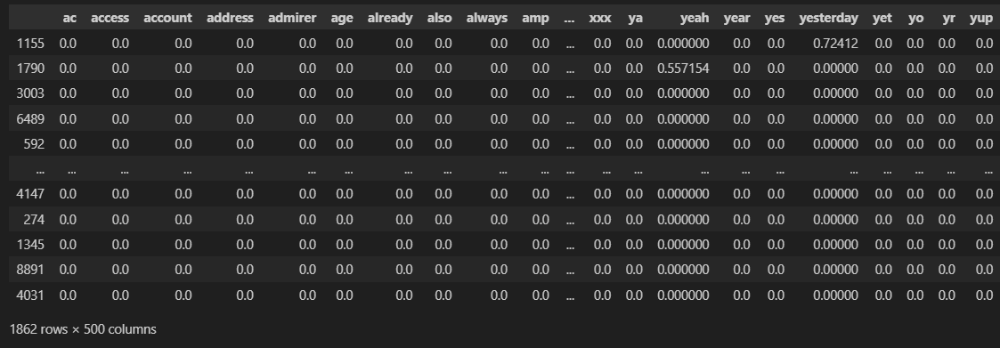 ac access account address admirer age already also always amp ... xxx ya yeah year yes yesterday yet yo yr yup
1155 0.0 0.0 0.0 0.0 0.0 0.0 0.0 0.0 0.0 0.0 ... 0.0 0.0 0.000000 0.0 0.0 0.72412 0.0 0.0 0.0 0.0
1790 0.0 0.0 0.0 0.0 0.0 0.0 0.0 0.0 0.0 0.0 ... 0.0 0.0 0.557154 0.0 0.0 0.00000 0.0 0.0 0.0 0.0
3003 0.0 0.0 0.0 0.0 0.0 0.0 0.0 0.0 0.0 0.0 ... 0.0 0.0 0.000000 0.0 0.0 0.00000 0.0 0.0 0.0 0.0
6489 0.0 0.0 0.0 0.0 0.0 0.0 0.0 0.0 0.0 0.0 ... 0.0 0.0 0.000000 0.0 0.0 0.00000 0.0 0.0 0.0 0.0
592 0.0 0.0 0.0 0.0 0.0 0.0 0.0 0.0 0.0 0.0 ... 0.0 0.0 0.000000 0.0 0.0 0.00000 0.0 0.0 0.0 0.0
... ... ... ... ... ... ... ... ... ... ... ... ... ... ... ... ... ... ... ... ... ...
4147 0.0 0.0 0.0 0.0 0.0 0.0 0.0 0.0 0.0 0.0 ... 0.0 0.0 0.000000 0.0 0.0 0.00000 0.0 0.0 0.0 0.0
274 0.0 0.0 0.0 0.0 0.0 0.0 0.0 0.0 0.0 0.0 ... 0.0 0.0 0.000000 0.0 0.0 0.00000 0.0 0.0 0.0 0.0
1345 0.0 0.0 0.0 0.0 0.0 0.0 0.0 0.0 0.0 0.0 ... 0.0 0.0 0.000000 0.0 0.0 0.00000 0.0 0.0 0.0 0.0
8891 0.0 0.0 0.0 0.0 0.0 0.0 0.0 0.0 0.0 0.0 ... 0.0 0.0 0.000000 0.0 0.0 0.00000 0.0 0.0 0.0 0.0
4031 0.0 0.0 0.0 0.0 0.0 0.0 0.0 0.0 0.0 0.0 ... 0.0 0.0 0.000000 0.0 0.0 0.00000 0.0 0.0 0.0 0.0
1862 rows × 500 columns